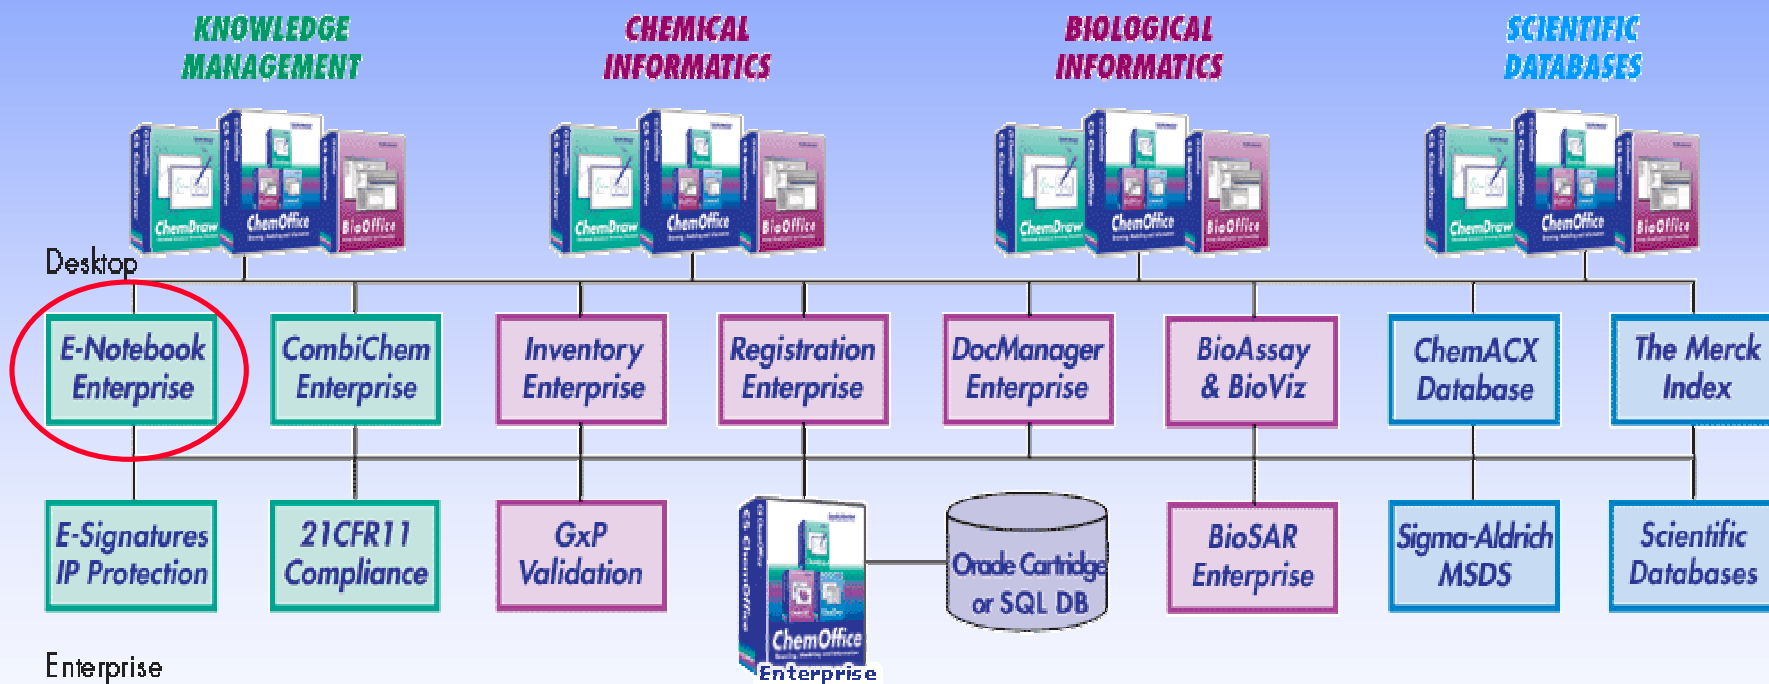 KNOWLEDGE
MANAGEMENT
CHEMICAL
INFORMATICS
BIOLOGICAL
INFORMATICS
SCIENTIFIC
DATABASES
ChemDraw
ChemOffice
BioOffice
ChemDraw
ChemOffice
BioOffice
ChemDraw
ChemOffice
BioOffice
ChemDraw
ChemOffice
BioOffice
Desktop
E-Notebook
Enterprise
CombiChem
Enterprise
Inventory
Enterprise
Registration
Enterprise
DocManager
Enterprise
BioAssay
& BioViz
ChemACX
Database
The Merck
Index
E-Signatures
IP Protection
21CFR11
Compliance
GxP
Validation
CS ChemOffice
ChemOffice
Enterprise
Oracle Cartridge
or SQL DB
BioSAR
Enterprise
Sigma-Aldrich
MSDS
Scientific
Databases
Enterprise